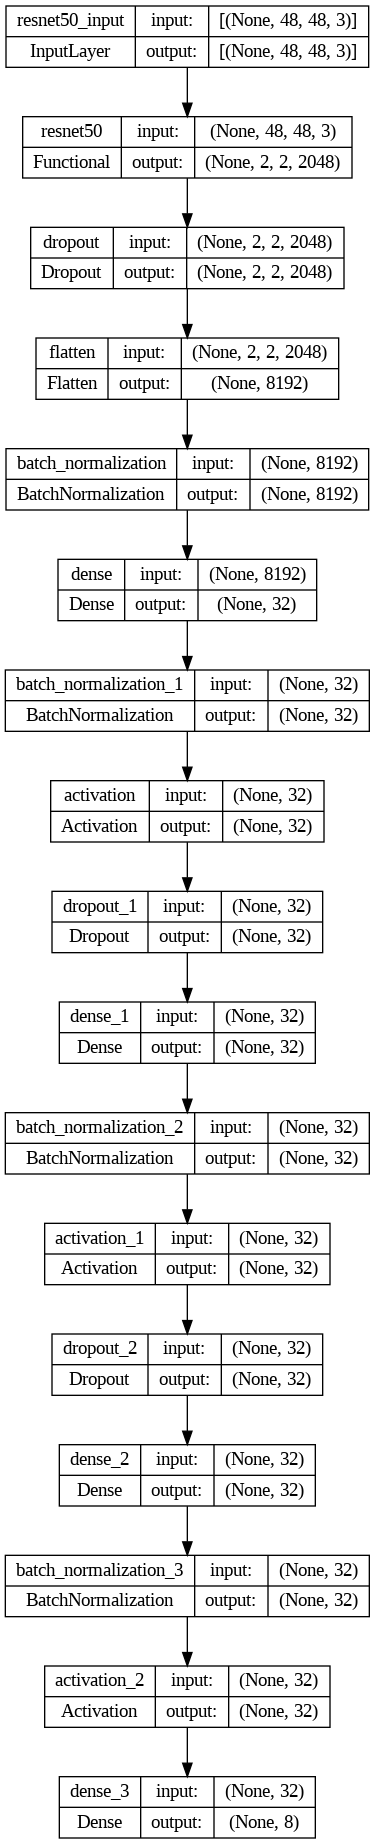 resnet50_input input: [(None, 48, 48, 3)]
InputLayer output: [(None, 48, 48, 3)]
resnet50 input: (None, 48, 48, 3)
Functional output: (None, 2, 2, 2048)
dropout input: (None, 2, 2, 2048)
Dropout output: (None, 2, 2, 2048)
flatten input: (None, 2, 2, 2048)
Flatten output: (None, 8192)
batch_normalization input: (None, 8192)
BatchNormalization output: (None, 8192)
dense input: (None, 8192)
Dense output: (None, 32)
batch_normalization_1 input: (None, 32)
BatchNormalization output: (None, 32)
activation input: (None, 32)
Activation output: (None, 32)
dropout_1 input: (None, 32)
Dropout output: (None, 32)
dense_1 input: (None, 32)
Dense output: (None, 32)
batch_normalization_2 input: (None, 32)
BatchNormalization output: (None, 32)
activation_1 input: (None, 32)
Activation output: (None, 32)
dropout_2 input: (None, 32)
Dropout output: (None, 32)
dense_2 input: (None, 32)
Dense output: (None, 32)
batch_normalization_3 input: (None, 32)
BatchNormalization output: (None, 32)
activation_2 input: (None, 32)
Activation output: (None, 32)
dense_3 input: (None, 32)
Dense output: (None, 8)